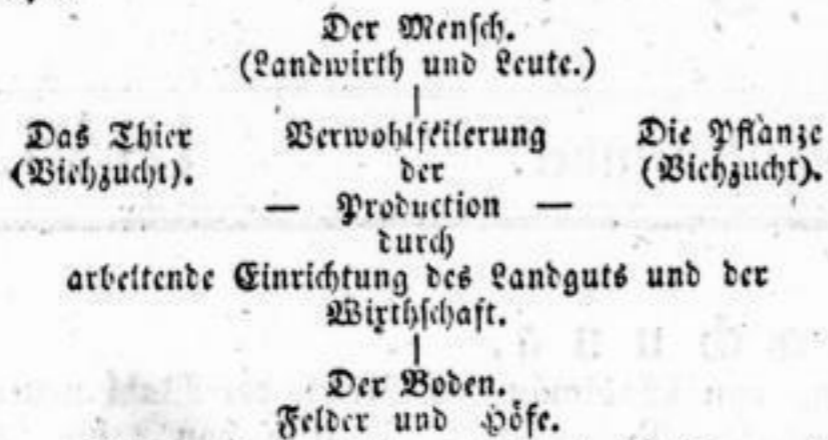 Der Mensch.
(Landwirth und Leute.)
Das Thier Verwohlfeilerung Die Pflanze
(Viehzucht). der (Viehzucht).
— Production —
durch
arbeitende Einrichtung des Landguts und der
Wirthschaft.
Der Boden.
Felder und Höfe.